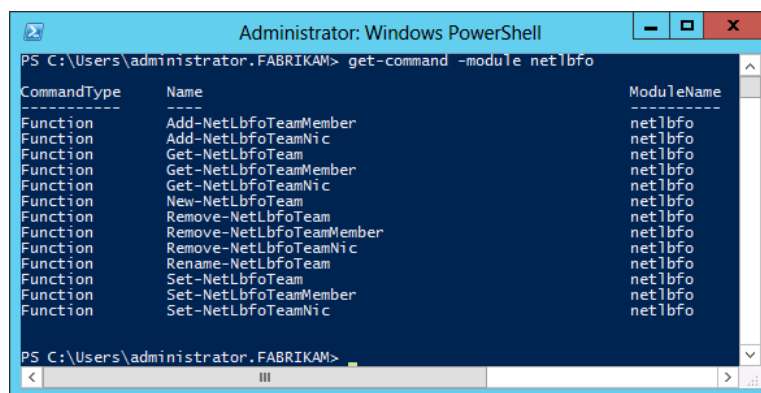 Administrator: Windows PowerShell
PS C:\Users\administrator.FABRIKAM> get-command -module netlbfo
CommandType Name ModuleName
----------- ---- ----------
Function Add-NetLbfoTeamMember netlbfo
Function Add-NetLbfoTeamNic netlbfo
Function Get-NetLbfoTeam netlbfo
Function Get-NetLbfoTeamMember netlbfo
Function Get-NetLbfoTeamNic netlbfo
Function New-NetLbfoTeam netlbfo
Function Remove-NetLbfoTeam netlbfo
Function Remove-NetLbfoTeamMember netlbfo
Function Remove-NetLbfoTeamNic netlbfo
Function Rename-NetLbfoTeam netlbfo
Function Set-NetLbfoTeam netlbfo
Function Set-NetLbfoTeamMember netlbfo
Function Set-NetLbfoTeamNic netlbfo
PS C:\Users\administrator.FABRIKAM> _